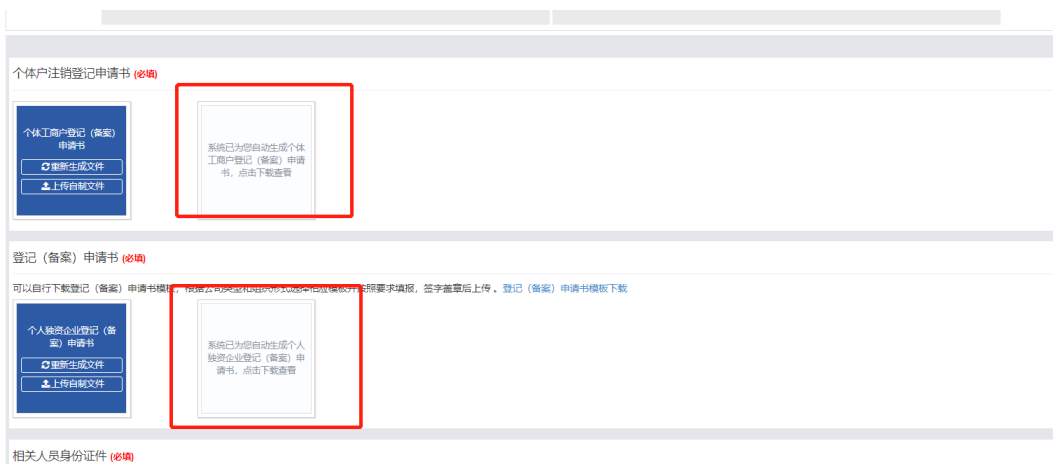 个体户注销登记申请书 (必填)
个体工商户登记（备案）
申请书
重新生成文件
上传自制文件
系统已为您自动生成个体
工商户登记（备案）申请
书，点击下载查看
登记（备案）申请书 (必填)
可以自行下载登记（备案）申请书模板，根据公司类型和组织形式选择相应模板并按照要求填报，签字盖章后上传 。登记（备案）申请书模板下载
个人独资企业登记（备
案）申请书
重新生成文件
上传自制文件
系统已为您自动生成个人
独资企业登记（备案）申
请书，点击下载查看
相关人员身份证件 (必填)